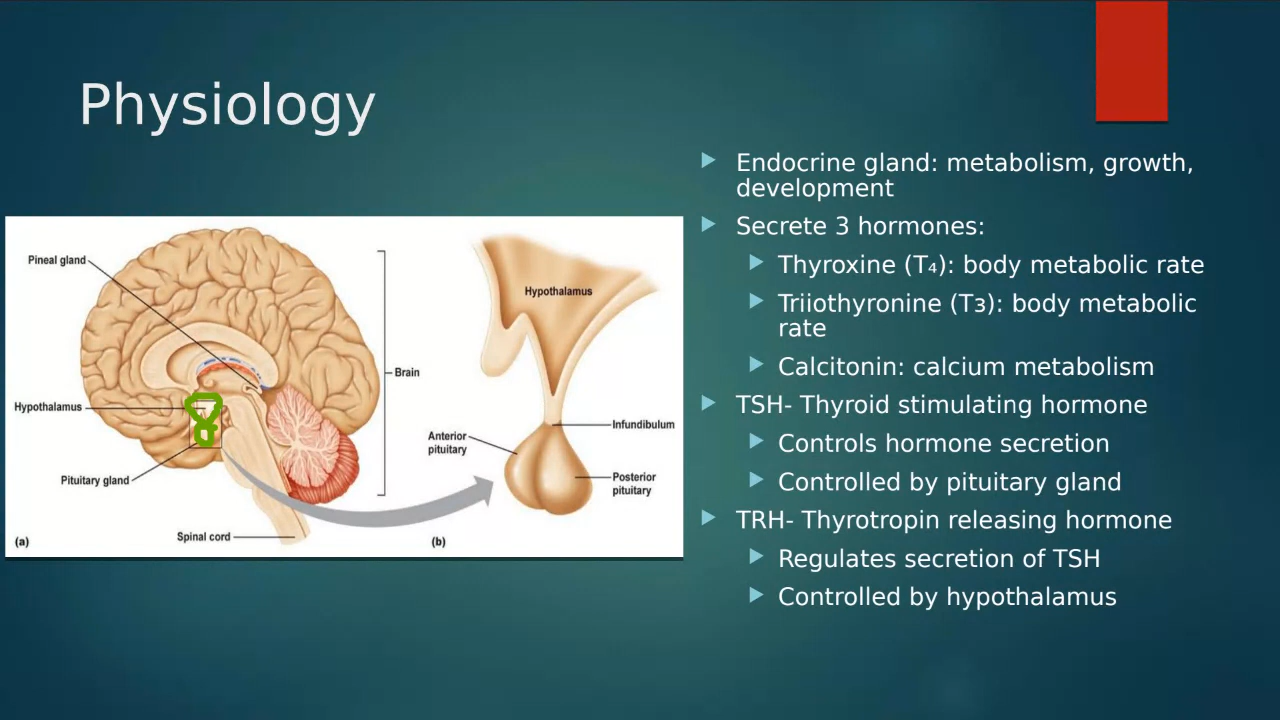 Physiology
Endocrine gland: metabolism, growth,
development
Secrete 3 hormones:
Thyroxine (T₄): body metabolic rate
Triiothyronine (T3): body metabolic
rate
Calcitonin: calcium metabolism
TSH- Thyroid stimulating hormone
Controls hormone secretion
Controlled by pituitary gland
TRH- Thyrotropin releasing hormone
Regulates secretion of TSH
Controlled by hypothalamus
Pineal gland
Hypothalamus
Pituitary gland
Spinal cord
Brain
(a)
Hypothalamus
Infundibulum
Anterior
pituitary
Posterior
pituitary
(b)